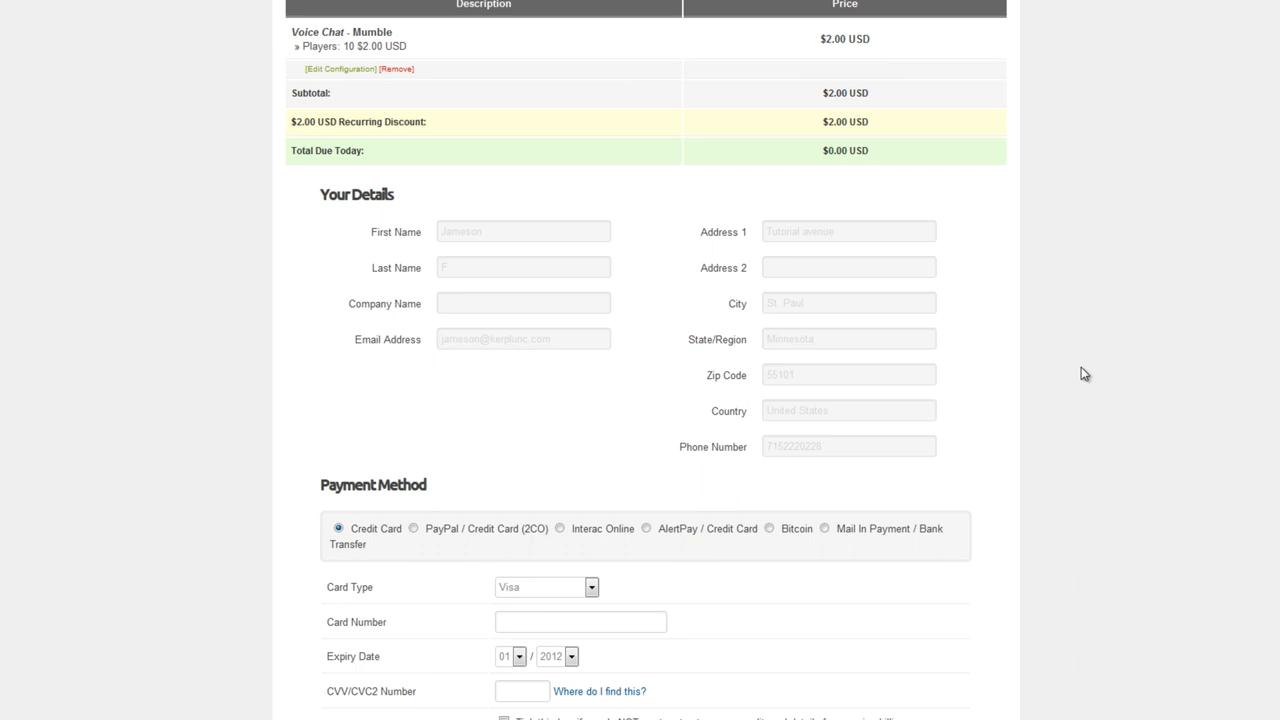 Description Price
Voice Chat - Mumble
» Players: 10 $2.00 USD
$2.00 USD
[Edit Configuration] [Remove]
Subtotal: $2.00 USD
$2.00 USD Recurring Discount: $2.00 USD
Total Due Today: $0.00 USD
Your Details
First Name Jameson
Last Name F
Company Name
Email Address jameson@kerplunc.com
Address 1 Tutorial avenue
Address 2
City St. Paul
State/Region Minnesota
Zip Code 55101
Country United States
Phone Number 7152220228
Payment Method
Credit Card PayPal / Credit Card (2CO) Interac Online AlertPay / Credit Card Bitcoin Mail In Payment / Bank
Transfer
Card Type Visa
Card Number
Expiry Date 01 / 2012
CVV/CVC2 Number Where do I find this?